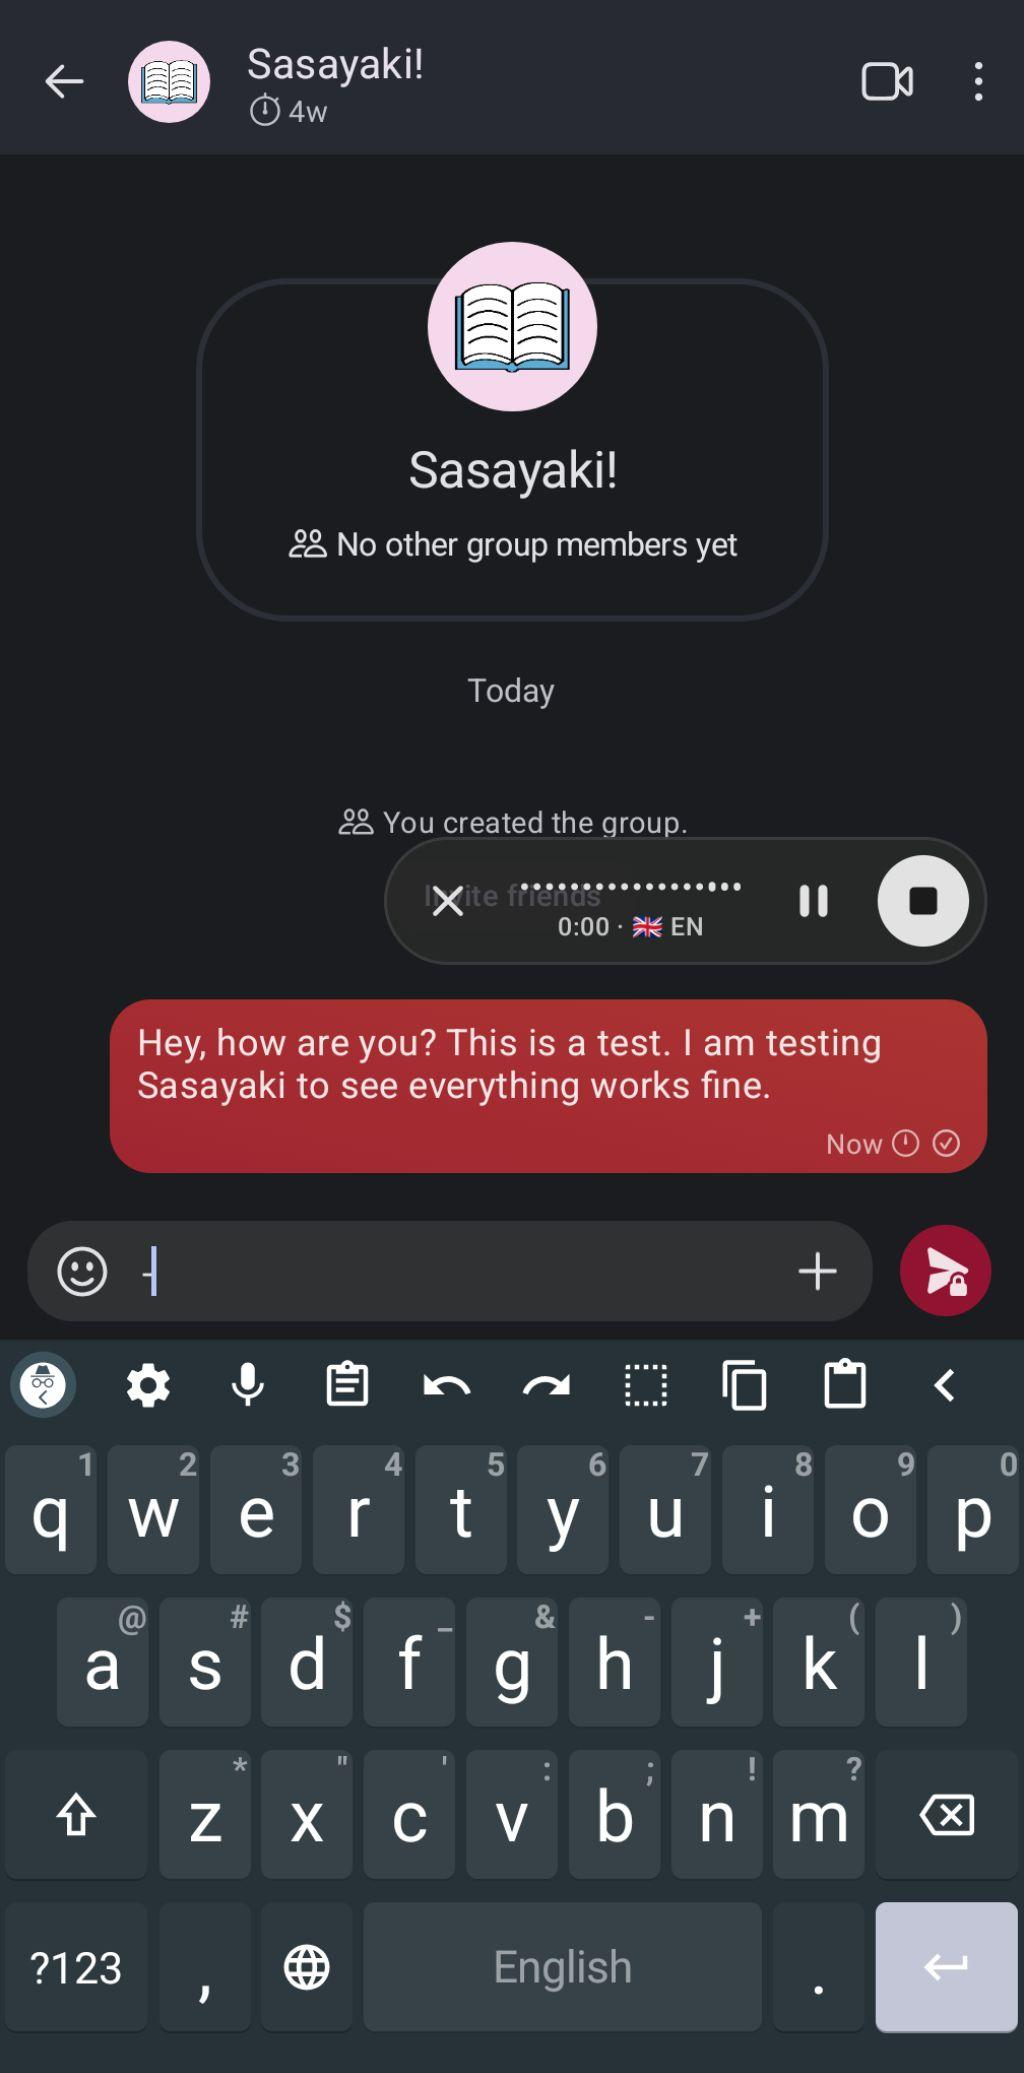 Sasayaki!
4w
Sasayaki!
No other group members yet
Today
You created the group.
Invite friends
0:00 · 🇬🇧 EN
Hey, how are you? This is a test. I am testing
Sasayaki to see everything works fine.
Now
-
1 2 3 4 5 6 7 8 9 0
q w e r t y u i o p
@ # $ _ & - + ( )
a s d f g h j k l
* " ' : ; ! ?
z x c v b n m
?123 , English .